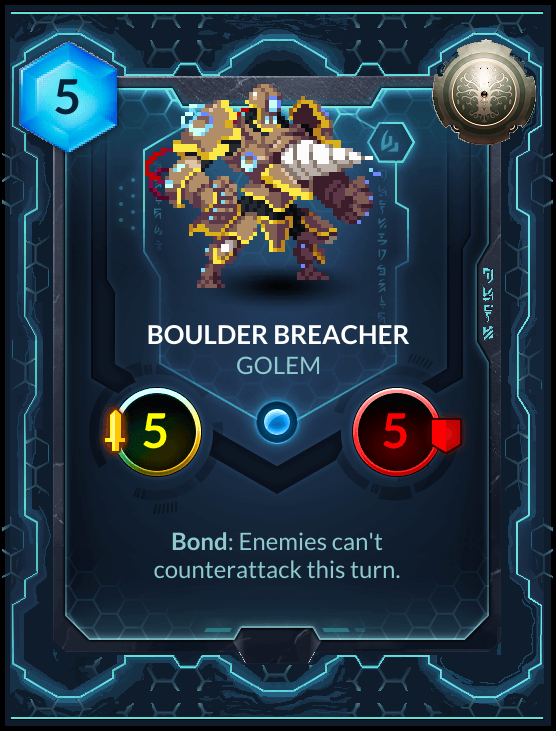 5
BOULDER BREACHER
GOLEM
5 5
Bond: Enemies can't
counterattack this turn.